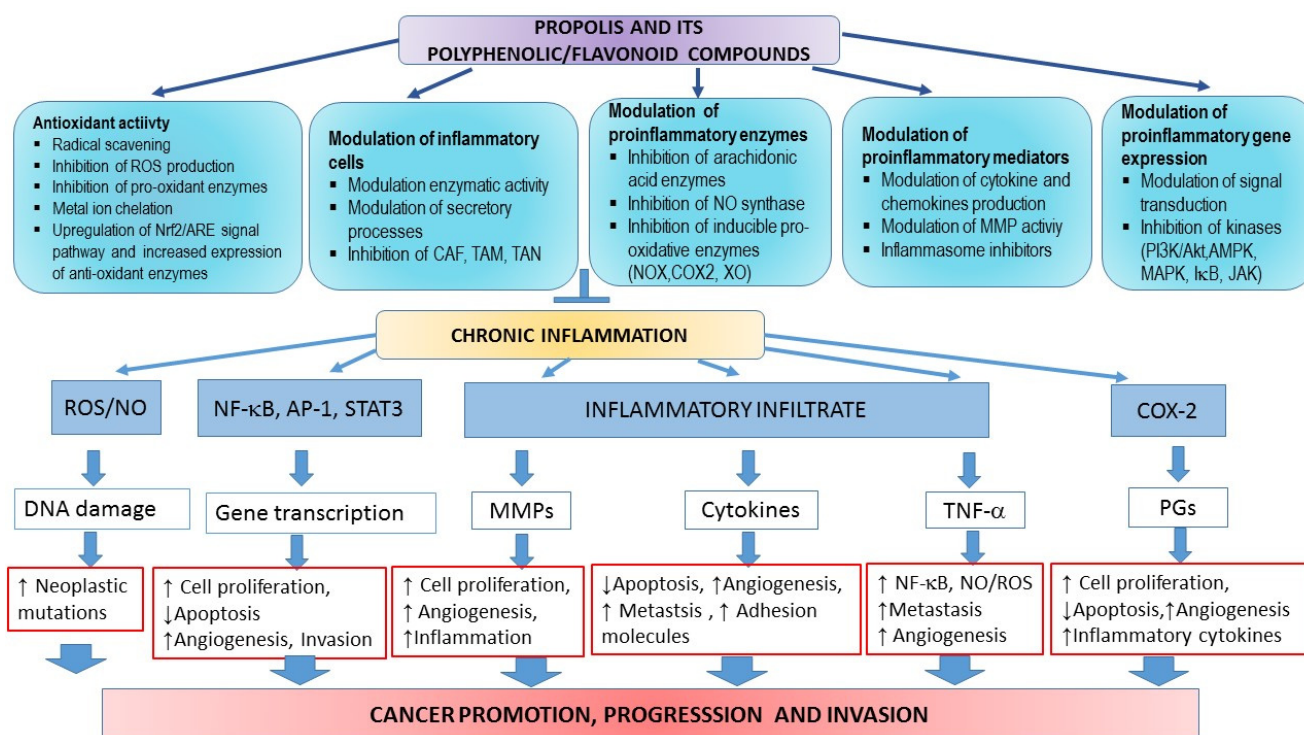 PROPOLIS AND ITS
POLYPHENOLIC/FLAVONOID COMPOUNDS
Antioxidant actiivty
▪ Radical scavening
▪ Inhibition of ROS production
▪ Inhibition of pro-oxidant enzymes
▪ Metal ion chelation
▪ Upregulation of Nrf2/ARE signal
pathway and increased expression
of anti-oxidant enzymes
Modulation of inflammatory
cells
▪ Modulation enzymatic activity
▪ Modulation of secretory
processes
▪ Inhibition of CAF, TAM, TAN
Modulation of
proinflammatory enzymes
▪ Inhibition of arachidonic
acid enzymes
▪ Inhibition of NO synthase
▪ Inhibition of inducible pro-
oxidative enzymes
(NOX,COX2, XO)
Modulation of
proinflammatory mediators
▪ Modulation of cytokine and
chemokines production
▪ Modulation of MMP activiy
▪ Inflammasome inhibitors
Modulation of
proinflammatory gene
expression
▪ Modulation of signal
transduction
▪ Inhibition of kinases
(PI3K/Akt,AMPK,
MAPK, IκB, JAK)
CHRONIC INFLAMMATION
ROS/NO
NF-κB, AP-1, STAT3
INFLAMMATORY INFILTRATE
COX-2
DNA damage
Gene transcription
MMPs
Cytokines
TNF-α
PGs
↑ Neoplastic
mutations
↑ Cell proliferation,
↓Apoptosis
↑Angiogenesis, Invasion
↑ Cell proliferation,
↑ Angiogenesis,
↑Inflammation
↓Apoptosis, ↑Angiogenesis,
↑ Metastsis , ↑ Adhesion
molecules
↑ NF-κB, NO/ROS
↑Metastasis
↑ Angiogenesis
↑ Cell proliferation,
↓Apoptosis,↑Angiogenesis
↑Inflammatory cytokines
CANCER PROMOTION, PROGRESSSION AND INVASION